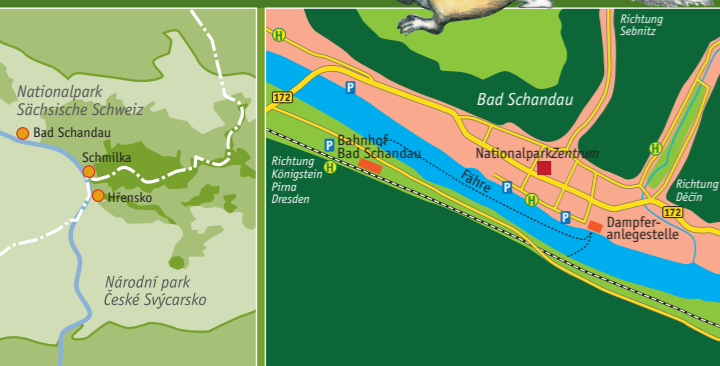 Nationalpark
Sächsische Schweiz
Bad Schandau
Schmilka
Hřensko
Národní park
České Švýcarsko
H
Richtung
Sebnitz
172
P
Bad Schandau
P
Bahnhof
Bad Schandau
H
Richtung
Königstein
Pirna
Dresden
NationalparkZentrum
H
Fähre
P
H
P
Richtung
Děčín
172
Dampfer-
anlegestelle